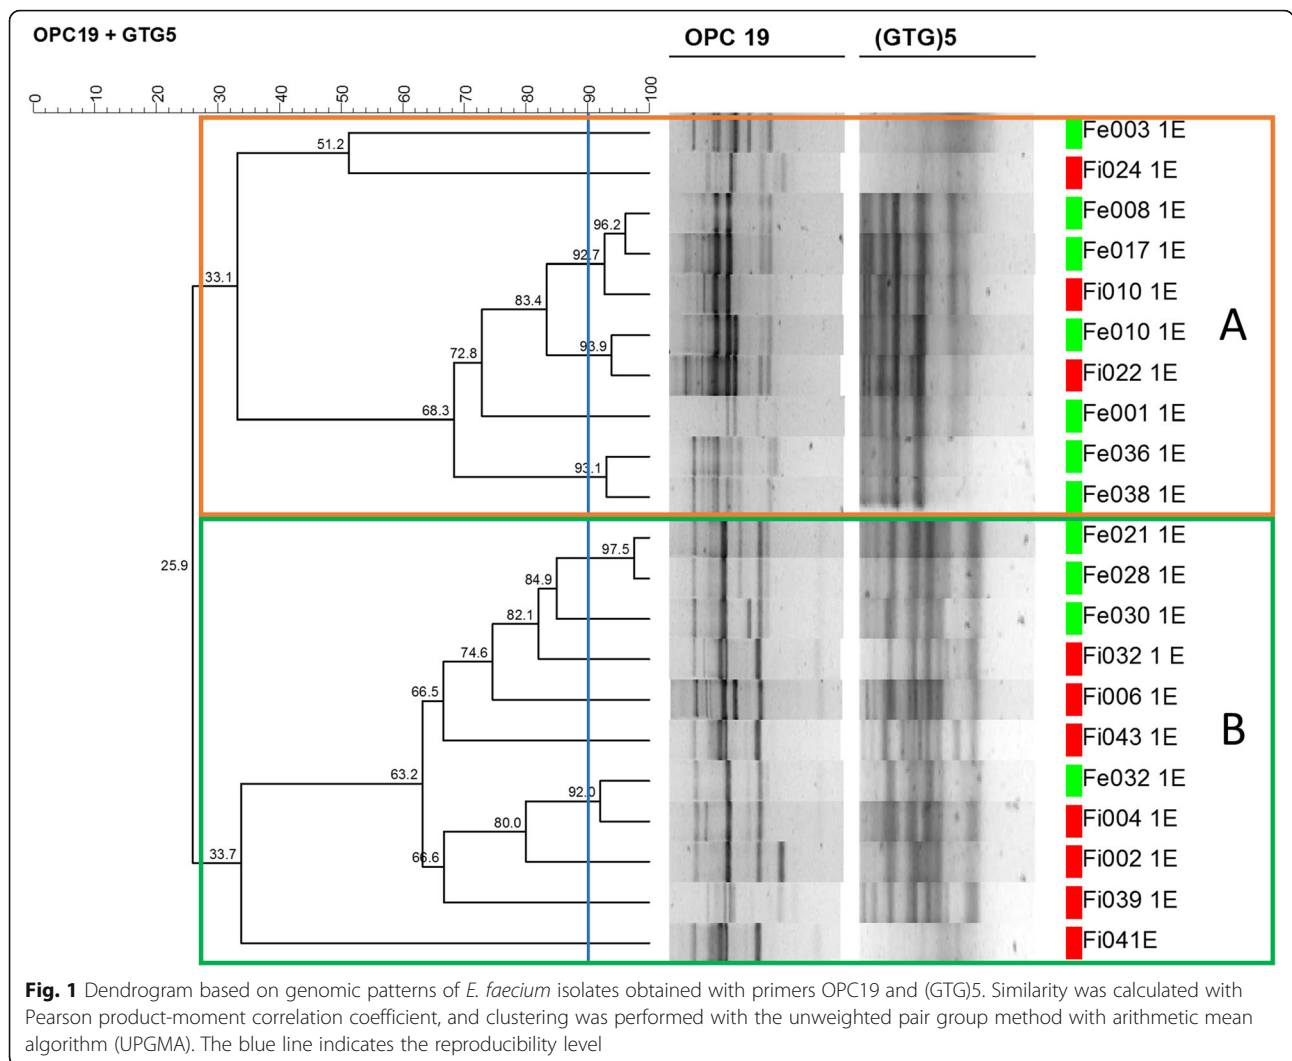 OPC19 + GTG5
OPC 19
(GTG)5
0 10 20 30 40 50 60 70 80 90 100
Fe003 1E
51.2
Fi024 1E
Fe008 1E
96.2
Fe017 1E
92.7
33.1
Fi010 1E
83.4
Fe010 1E
A
93.9
72.8
Fi022 1E
68.3
Fe001 1E
Fe036 1E
93.1
Fe038 1E
Fe021 1E
97.5
25.9
Fe028 1E
84.9
Fe030 1E
82.1
Fi032 1 E
74.6
Fi006 1E
66.5
Fi043 1E
B
63.2
Fe032 1E
92.0
Fi004 1E
80.0
Fi002 1E
33.7
66.6
Fi039 1E
Fi041E
Fig. 1 Dendrogram based on genomic patterns of E. faecium isolates obtained with primers OPC19 and (GTG)5. Similarity was calculated with
Pearson product-moment correlation coefficient, and clustering was performed with the unweighted pair group method with arithmetic mean
algorithm (UPGMA). The blue line indicates the reproducibility level